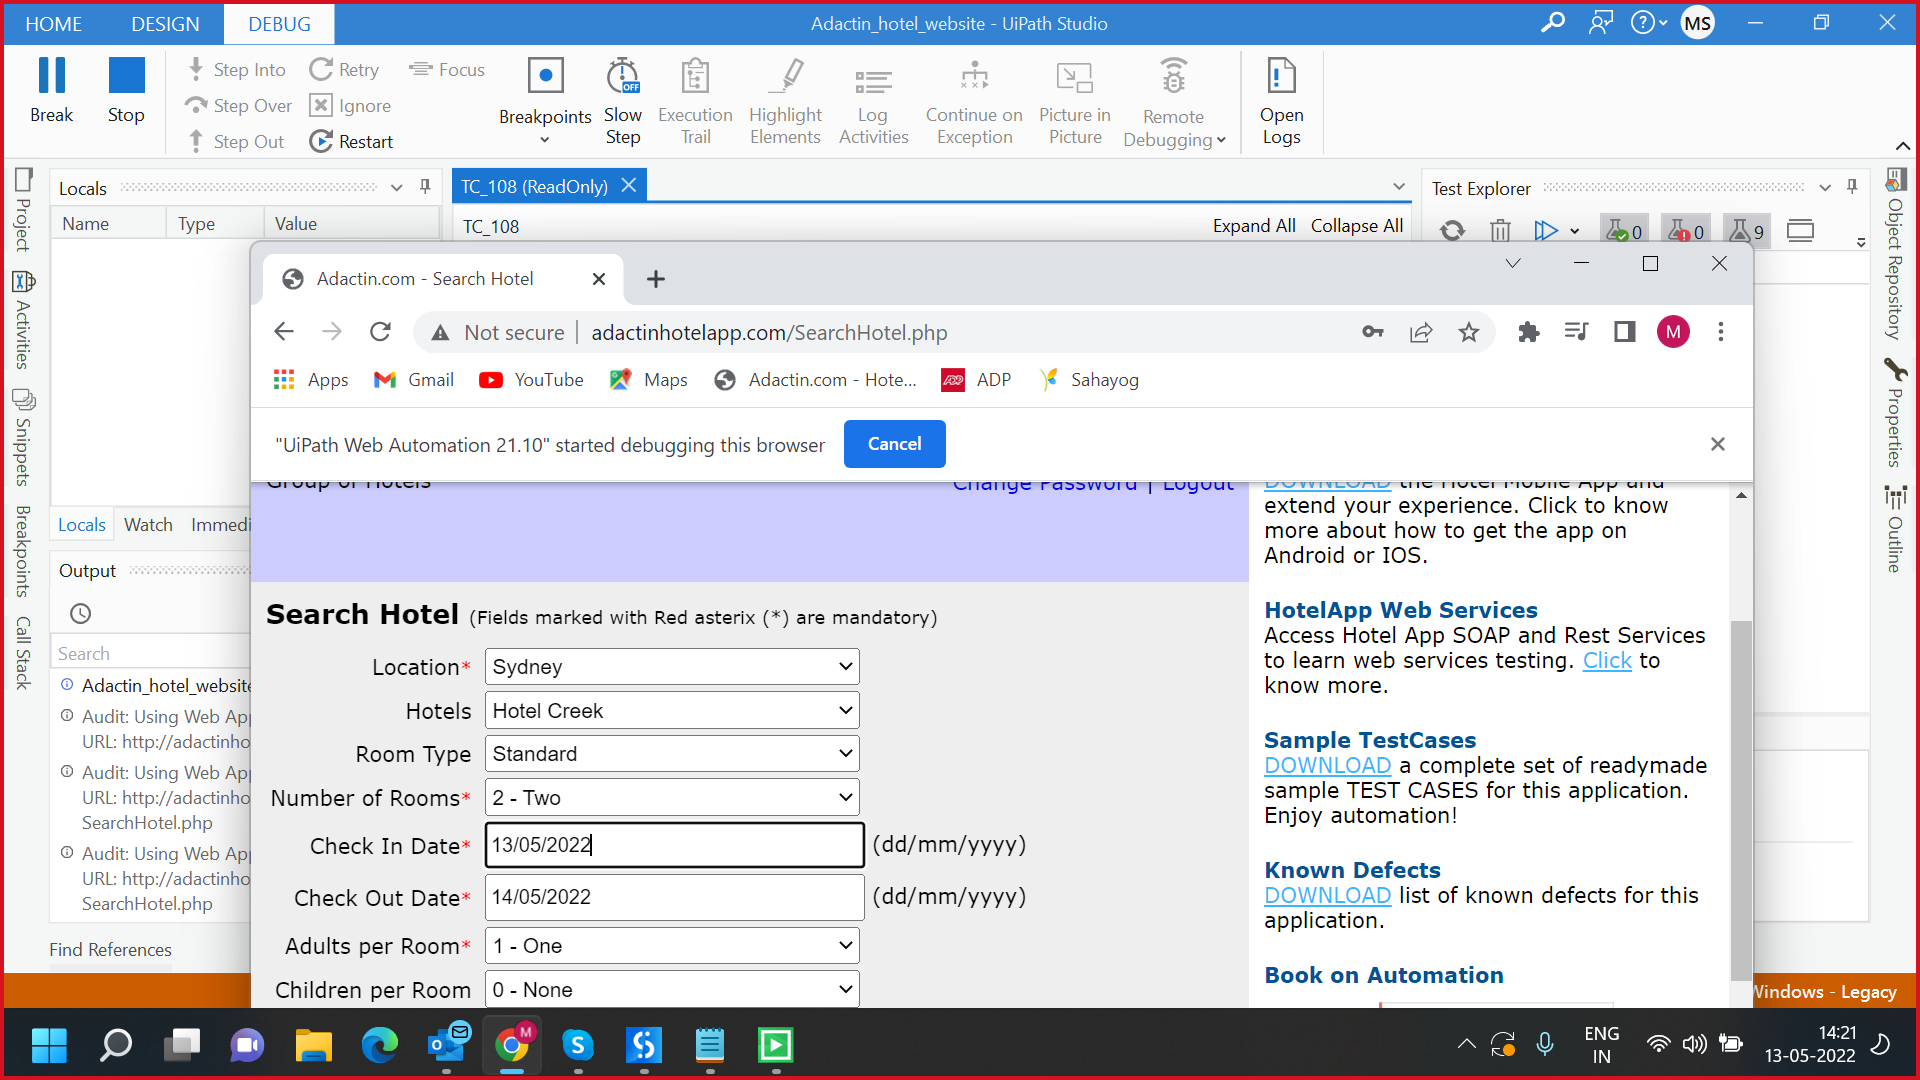 HOME DESIGN DEBUG
Adactin_hotel_website - UiPath Studio
MS
Break
Stop
Step Into
Step Over
Step Out
Retry
Ignore
Restart
Focus
Breakpoints
Slow
Step
OFF
Execution
Trail
Highlight
Elements
Log
Activities
Continue on
Exception
Picture in
Picture
Remote
Debugging
Open
Logs
Project
Activities
Snippets
Breakpoints
Call Stack
Locals
Name Type Value
TC_108 (ReadOnly)
TC_108
Expand All Collapse All
Test Explorer
0 0 9
Object Repository
Properties
Outline
Adactin.com - Search Hotel
Not secure | adactinhotelapp.com/SearchHotel.php
M
Apps Gmail YouTube Maps Adactin.com - Hote... ADP Sahayog
"UiPath Web Automation 21.10" started debugging this browser
Cancel
Group of Hotels
Change Password | Logout
DOWNLOAD the Hotel Mobile App and
extend your experience. Click to know
more about how to get the app on
Android or IOS.
HotelApp Web Services
Access Hotel App SOAP and Rest Services
to learn web services testing. Click to
know more.
Sample TestCases
DOWNLOAD a complete set of readymade
sample TEST CASES for this application.
Enjoy automation!
Known Defects
DOWNLOAD list of known defects for this
application.
Book on Automation
Search Hotel (Fields marked with Red asterix (*) are mandatory)
Location* Sydney
Hotels Hotel Creek
Room Type Standard
Number of Rooms* 2 - Two
Check In Date* 13/05/2022 (dd/mm/yyyy)
Check Out Date* 14/05/2022 (dd/mm/yyyy)
Adults per Room* 1 - One
Children per Room 0 - None
Locals Watch Immedi
Output
Search
Adactin_hotel_website
Audit: Using Web App
URL: http://adactinho
Audit: Using Web App
URL: http://adactinho
SearchHotel.php
Audit: Using Web App
URL: http://adactinho
SearchHotel.php
Find References
Windows - Legacy
M
ENG
IN
14:21
13-05-2022